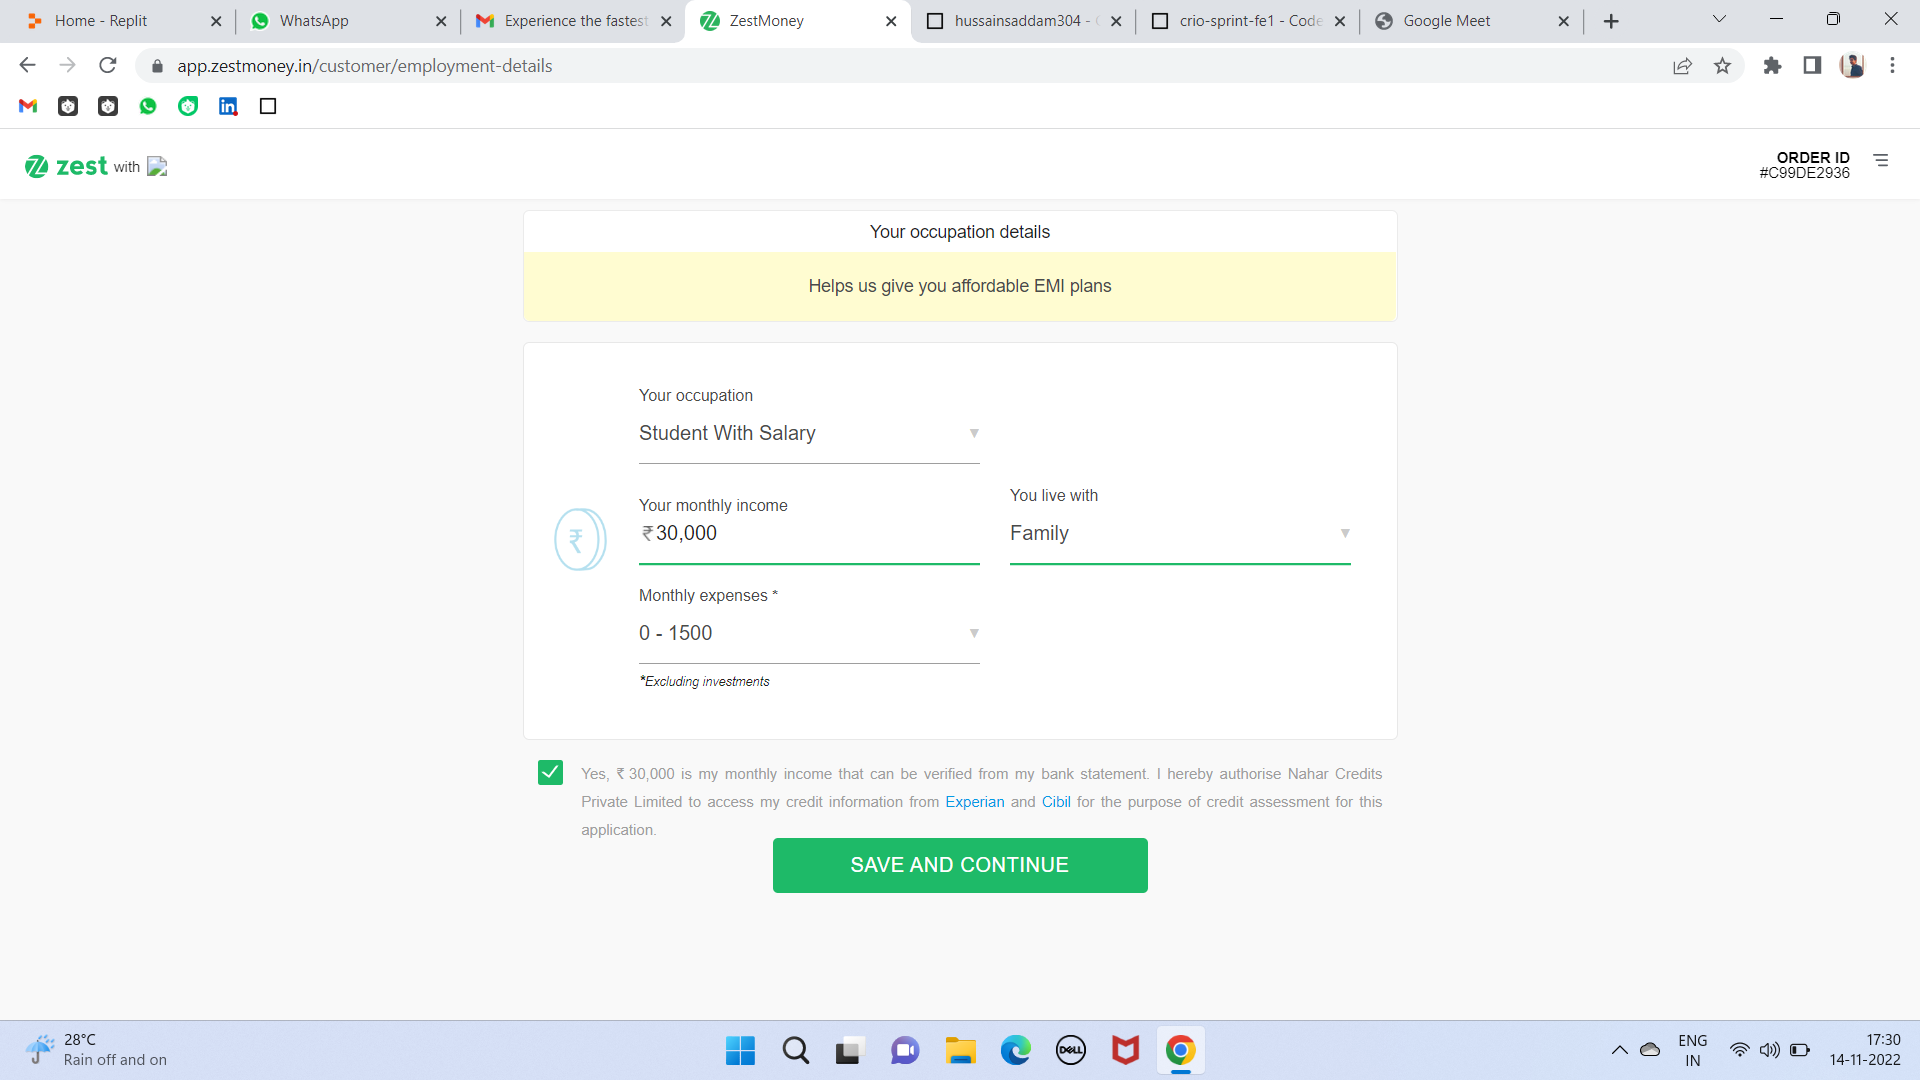 Home - Replit
WhatsApp
Experience the fastest
ZestMoney
hussainsaddam304 -
crio-sprint-fe1 - Code
Google Meet
app.zestmoney.in/customer/employment-details
zest with
ORDER ID
#C99DE2936
Your occupation details
Helps us give you affordable EMI plans
Your occupation
Student With Salary
Your monthly income
₹ 30,000
You live with
Family
Monthly expenses *
0 - 1500
*Excluding investments
Yes, ₹ 30,000 is my monthly income that can be verified from my bank statement. I hereby authorise Nahar Credits
Private Limited to access my credit information from Experian and Cibil for the purpose of credit assessment for this
application.
SAVE AND CONTINUE
28°C
Rain off and on
DELL
ENG
IN
17:30
14-11-2022